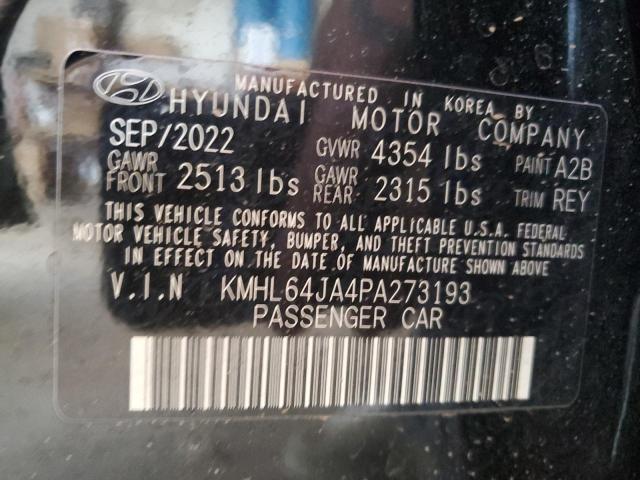 MANUFACTURED IN KOREA BY
HYUNDAI MOTOR COMPANY
SEP/2022 GVWR 4354 lbs PAINT A2B
GAWR FRONT 2513 lbs GAWR REAR 2315 lbs TRIM REY
THIS VEHICLE CONFORMS TO ALL APPLICABLE U.S.A. FEDERAL
MOTOR VEHICLE SAFETY, BUMPER, AND THEFT PREVENTION STANDARDS
IN EFFECT ON THE DATE OF MANUFACTURE SHOWN ABOVE
V.I.N KMHL64JA4PA273193
PASSENGER CAR